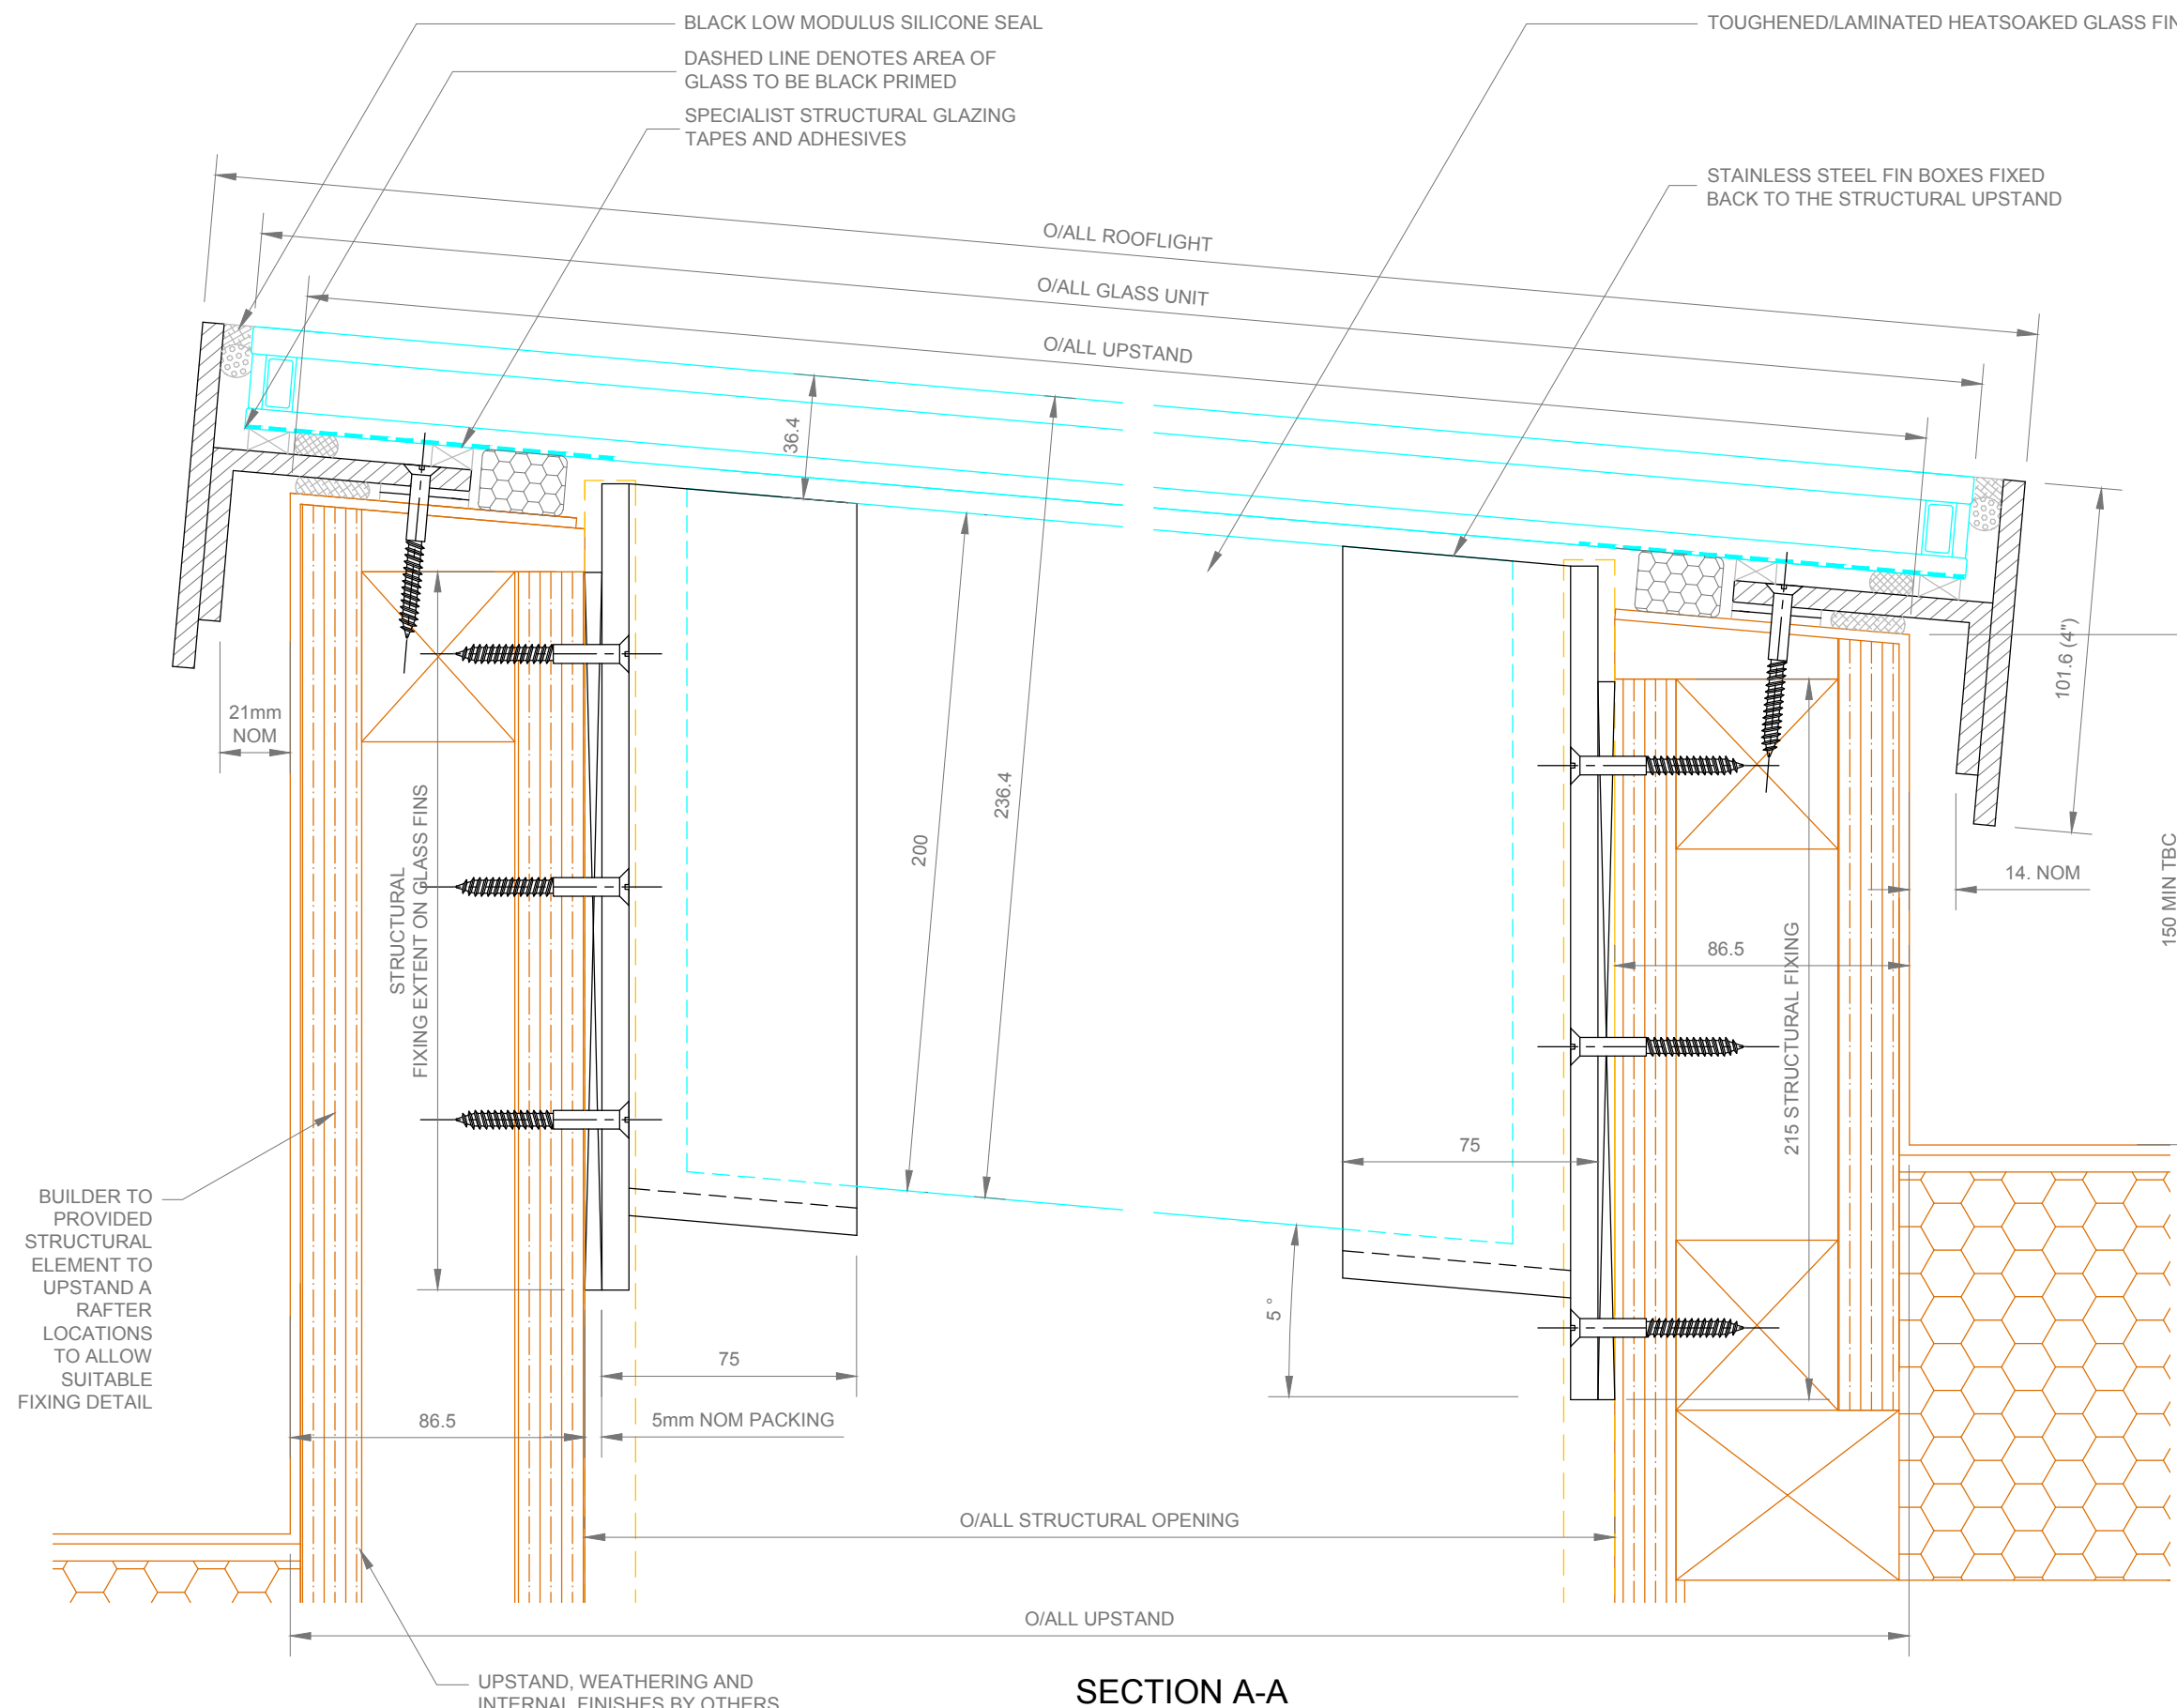 BLACK LOW MODULUS SILICONE SEAL
DASHED LINE DENOTES AREA OF
GLASS TO BE BLACK PRIMED
SPECIALIST STRUCTURAL GLAZING
TAPES AND ADHESIVES
TOUGHENED/LAMINATED HEATSOAKED GLASS FIN
STAINLESS STEEL FIN BOXES FIXED
BACK TO THE STRUCTURAL UPSTAND
O/ALL ROOFLIGHT
O/ALL GLASS UNIT
O/ALL UPSTAND
36.4
236.4
200
21mm
NOM
STRUCTURAL
FIXING EXTENT ON GLASS FINS
101.6 (4")
150 MIN TBC
14. NOM
86.5
215 STRUCTURAL FIXING
75
5 °
BUILDER TO
PROVIDED
STRUCTURAL
ELEMENT TO
UPSTAND A
RAFTER
LOCATIONS
TO ALLOW
SUITABLE
FIXING DETAIL
75
86.5
5mm NOM PACKING
O/ALL STRUCTURAL OPENING
O/ALL UPSTAND
UPSTAND, WEATHERING AND
INTERNAL FINISHES BY OTHERS
SECTION A-A